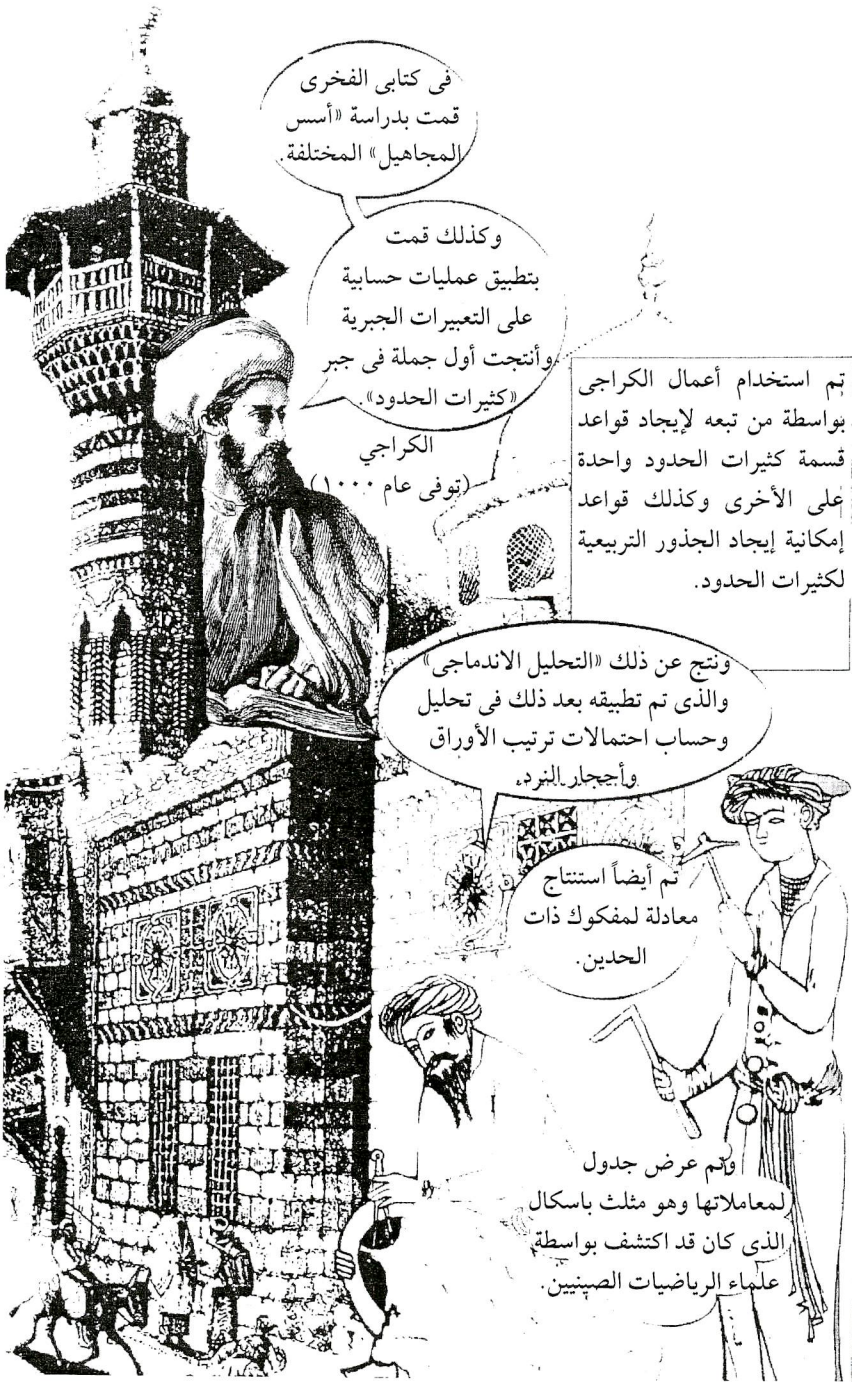 فى كتابى الفخرى
قمت بدراسة «أسس
المجاهيل» المختلفة.
وكذلك قمت
بتطبيق عمليات حسابية
على التعبيرات الجبرية
وأنتجت أول جملة فى جبر
«كثيرات الحدود».
الكراجي
(توفى عام ١٠٠٠)
تم استخدام أعمال الكراجى
بواسطة من تبعه لإيجاد قواعد
قسمة كثيرات الحدود واحدة
على الأخرى وكذلك قواعد
إمكانية إيجاد الجذور التربيعية
لكثيرات الحدود.
ونتج عن ذلك «التحليل الاندماجى»
والذى تم تطبيقه بعد ذلك فى تحليل
وحساب احتمالات ترتيب الأوراق
وأحجار النرد.
تم أيضاً استنتاج
معادلة لمفكوك ذات
الحدين.
وتم عرض جدول
لمعاملاتها وهو مثلث باسكال
الذى كان قد اكتشف بواسطة
علماء الرياضيات الصينيين.